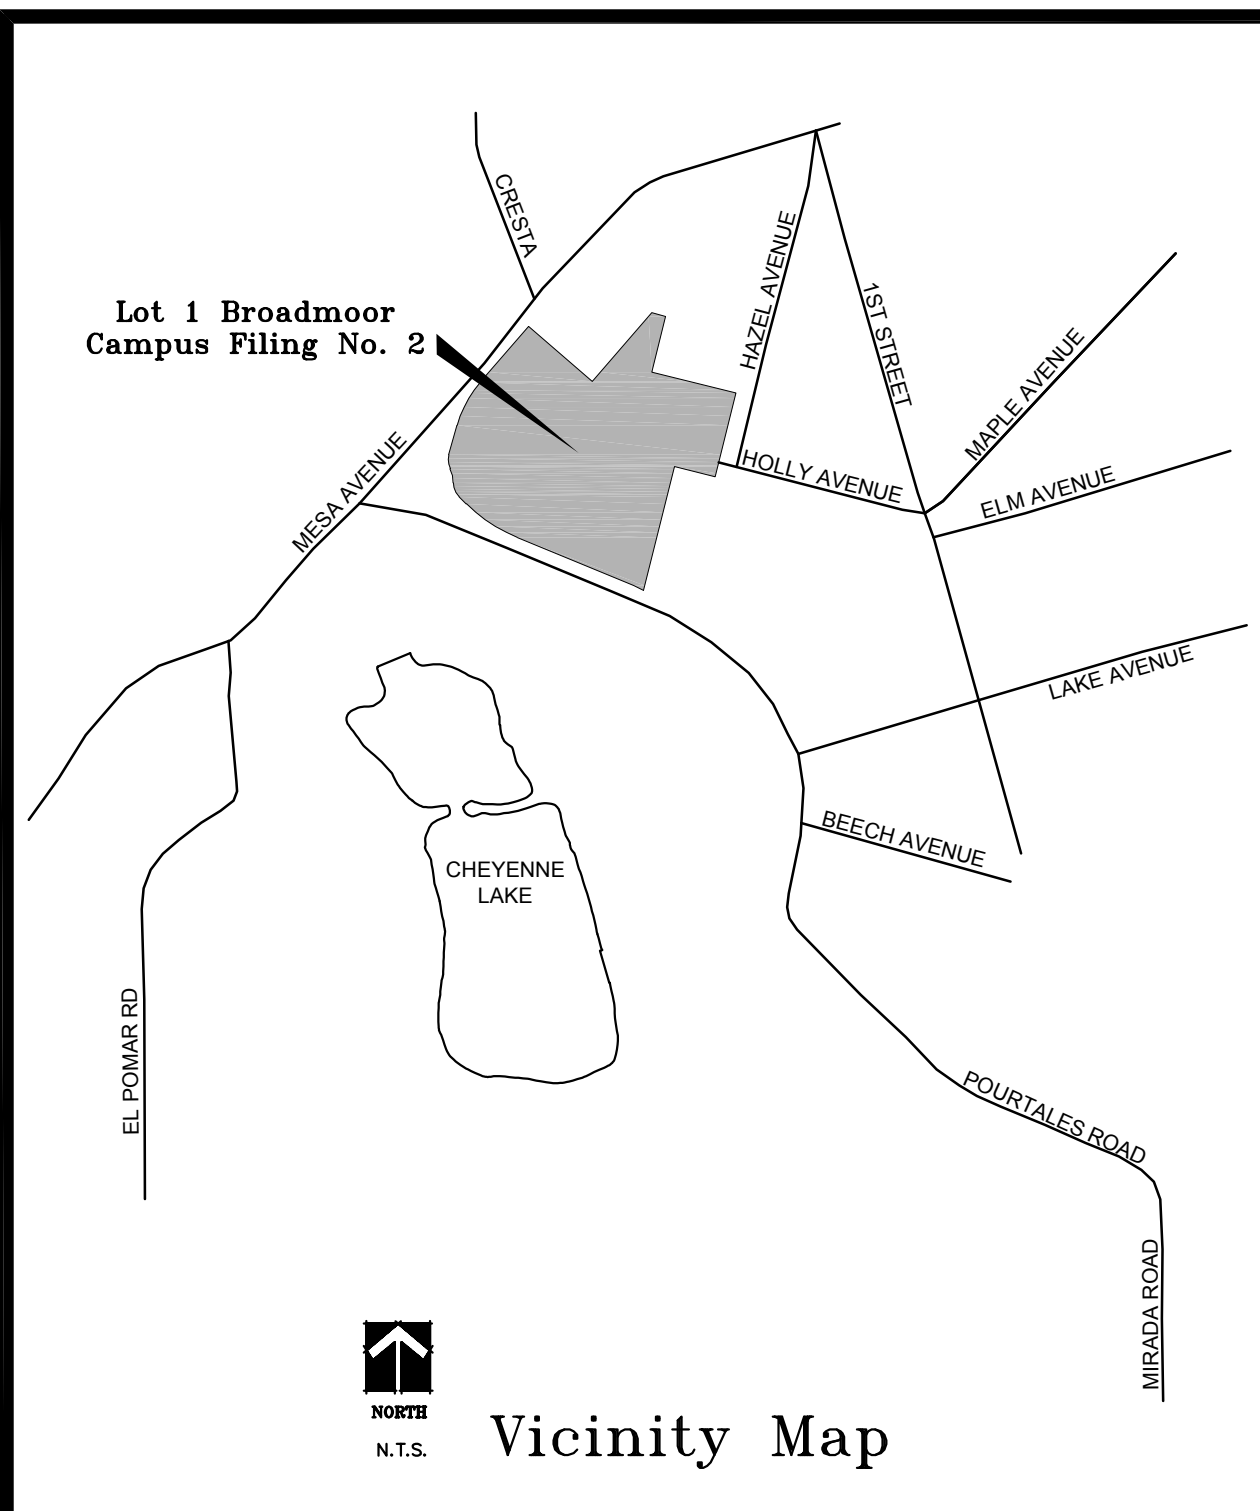 CRESTA
HAZEL AVENUE
1ST STREET
Lot 1 Broadmoor
Campus Filing No. 2
MAPLE AVENUE
MESA AVENUE
HOLLY AVENUE
ELM AVENUE
LAKE AVENUE
BEECH AVENUE
CHEYENNE
LAKE
EL POMAR RD
POURTALES ROAD
MIRADA ROAD
NORTH
N.T.S.
Vicinity Map